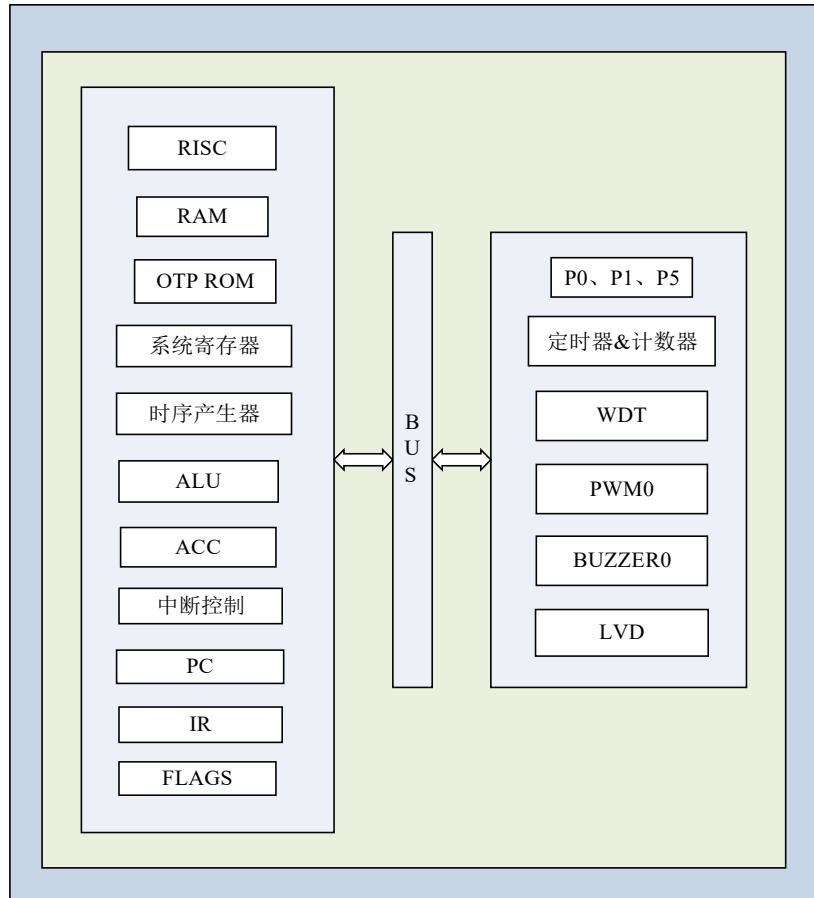 RISC
RAM
OTP ROM
系统寄存器
时序产生器
ALU
ACC
中断控制
PC
IR
FLAGS
B
U
S
P0、P1、P5
定时器&计数器
WDT
PWM0
BUZZER0
LVD